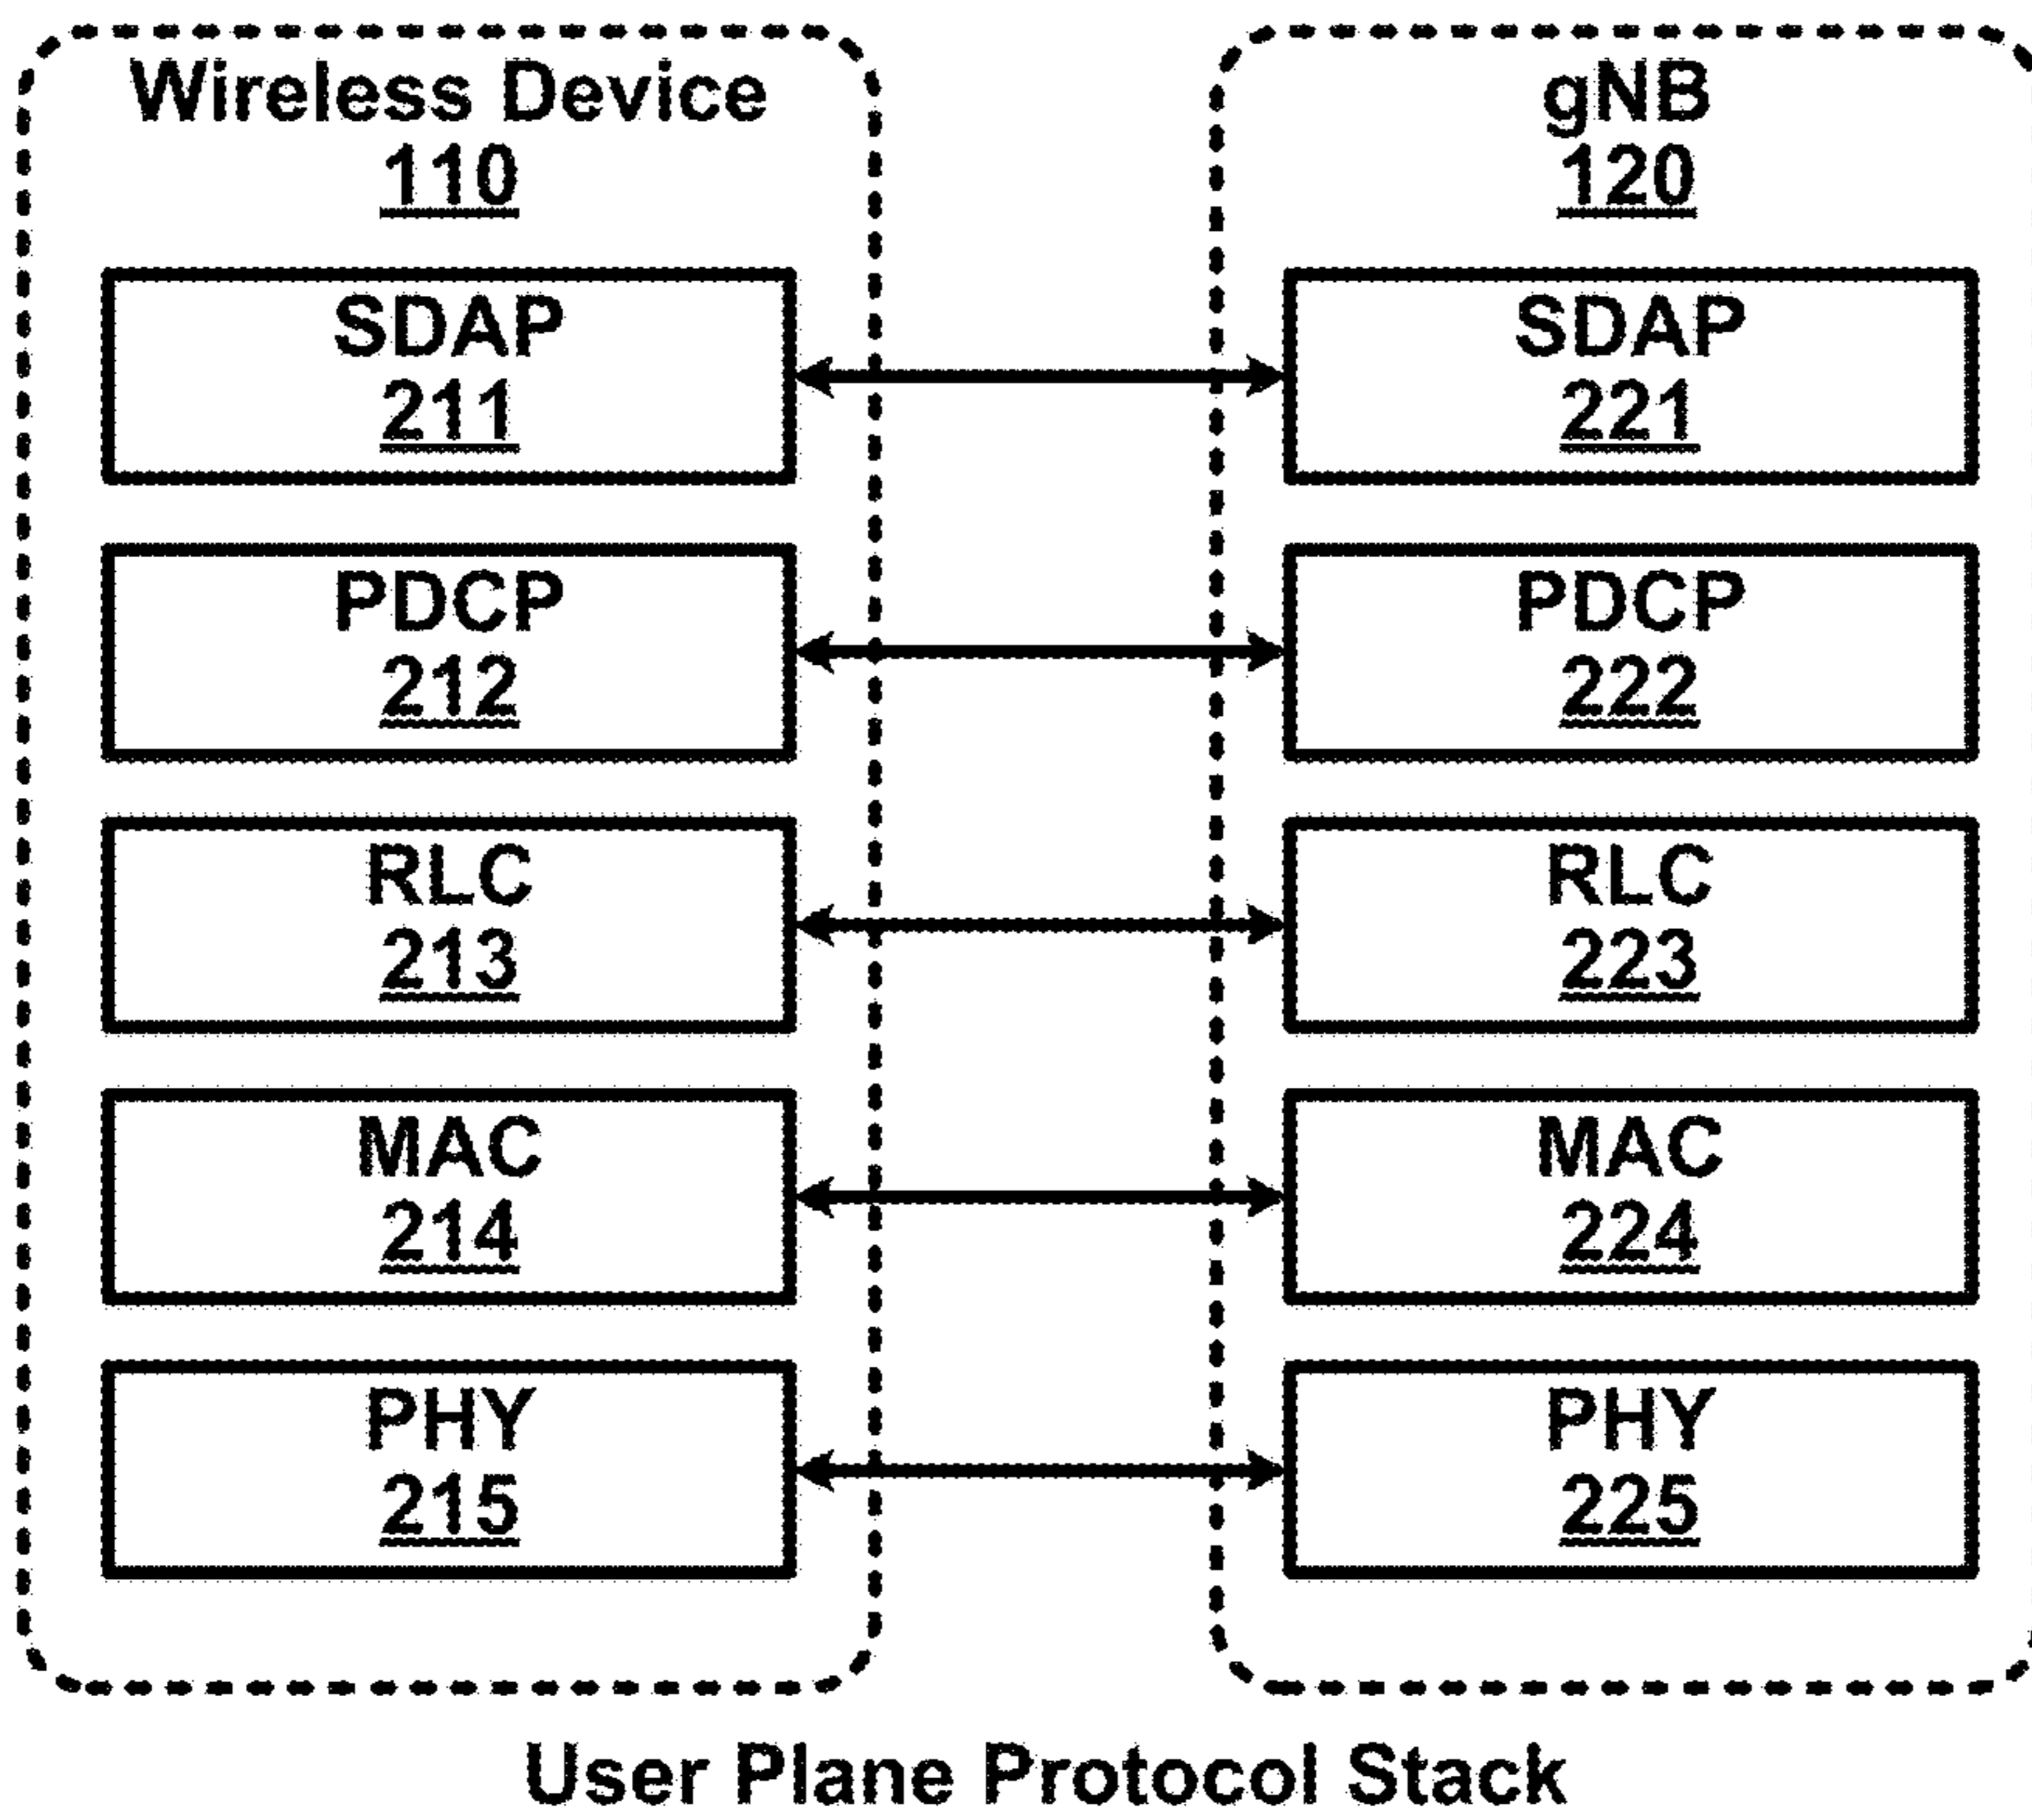 Wireless Device
110
SDAP
211
PDCP
212
RLC
213
MAC
214
PHY
215
gNB
120
SDAP
221
PDCP
222
RLC
223
MAC
224
PHY
225
User Plane Protocol Stack